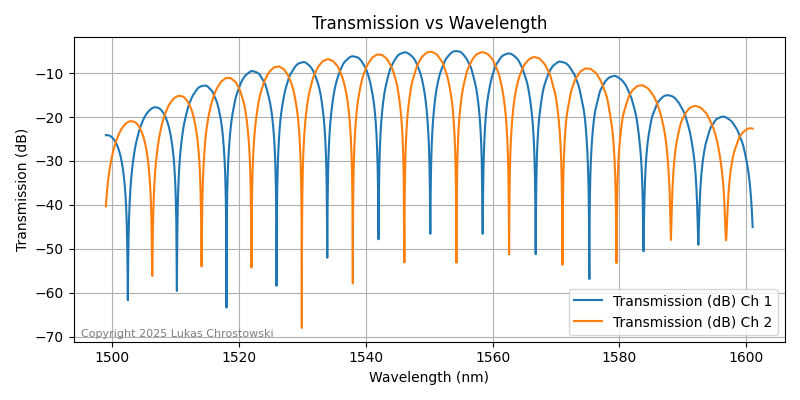 Transmission vs Wavelength
Transmission (dB)
−10
−20
−30
−40
−50
−60
−70
Transmission (dB) Ch 1
Transmission (dB) Ch 2
Copyright 2025 Lukas Chrostowski
1500
1520
1540
1560
1580
1600
Wavelength (nm)